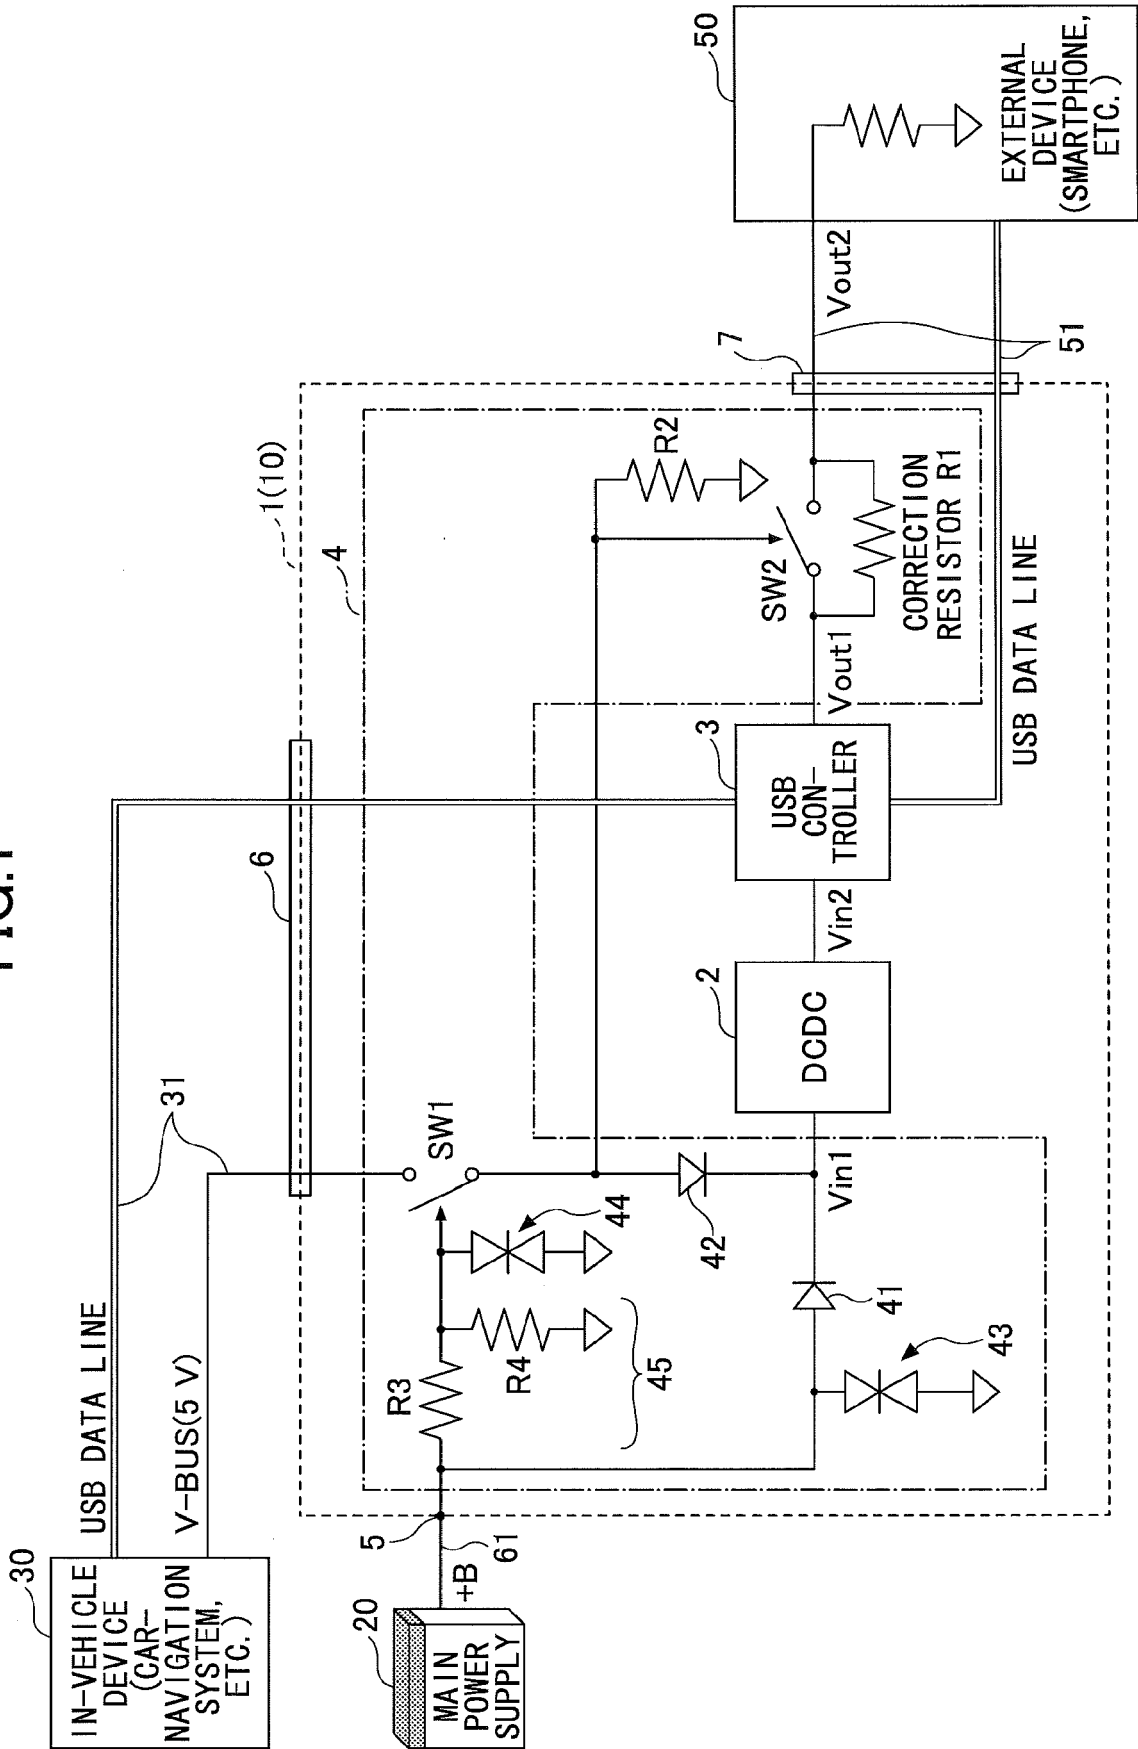 FIG.1
30
IN-VEHICLE
DEVICE
(CAR-
NAVIGATION
SYSTEM,
ETC.)
USB DATA LINE
V-BUS(5 V)
31
6
1(10)
4
20
MAIN
POWER
SUPPLY
+B
61
5
R3
R4
45
44
SW1
42
41
43
Vin1
2
DCDC
Vin2
3
USB
CON-
TROLLER
Vout1
SW2
R2
CORRECTION
RESISTOR R1
USB DATA LINE
7
Vout2
51
50
EXTERNAL
DEVICE
(SMARTPHONE,
ETC.)